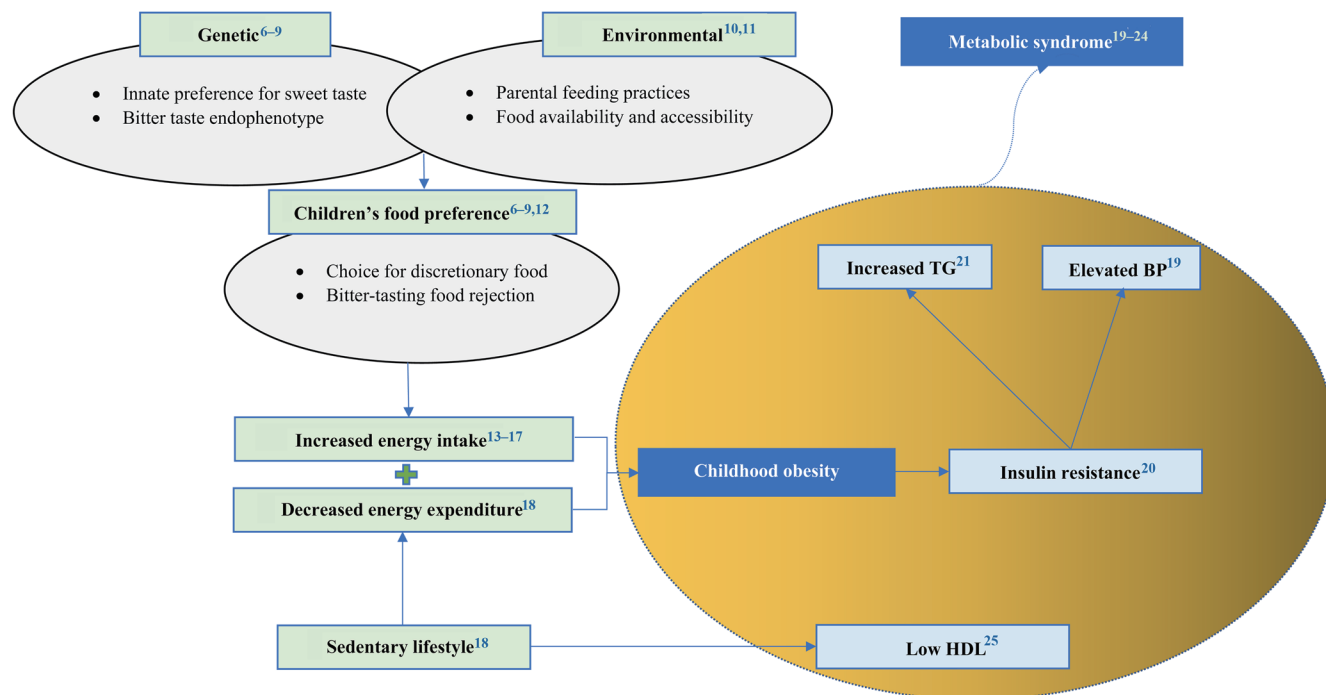 Genetic6–9
Environmental10,11
Metabolic syndrome19–24
• Innate preference for sweet taste
• Bitter taste endophenotype
• Parental feeding practices
• Food availability and accessibility
Children’s food preference6–9,12
• Choice for discretionary food
• Bitter-tasting food rejection
Increased TG21
Elevated BP19
Increased energy intake13–17
Childhood obesity
Insulin resistance20
Decreased energy expenditure18
Sedentary lifestyle18
Low HDL25